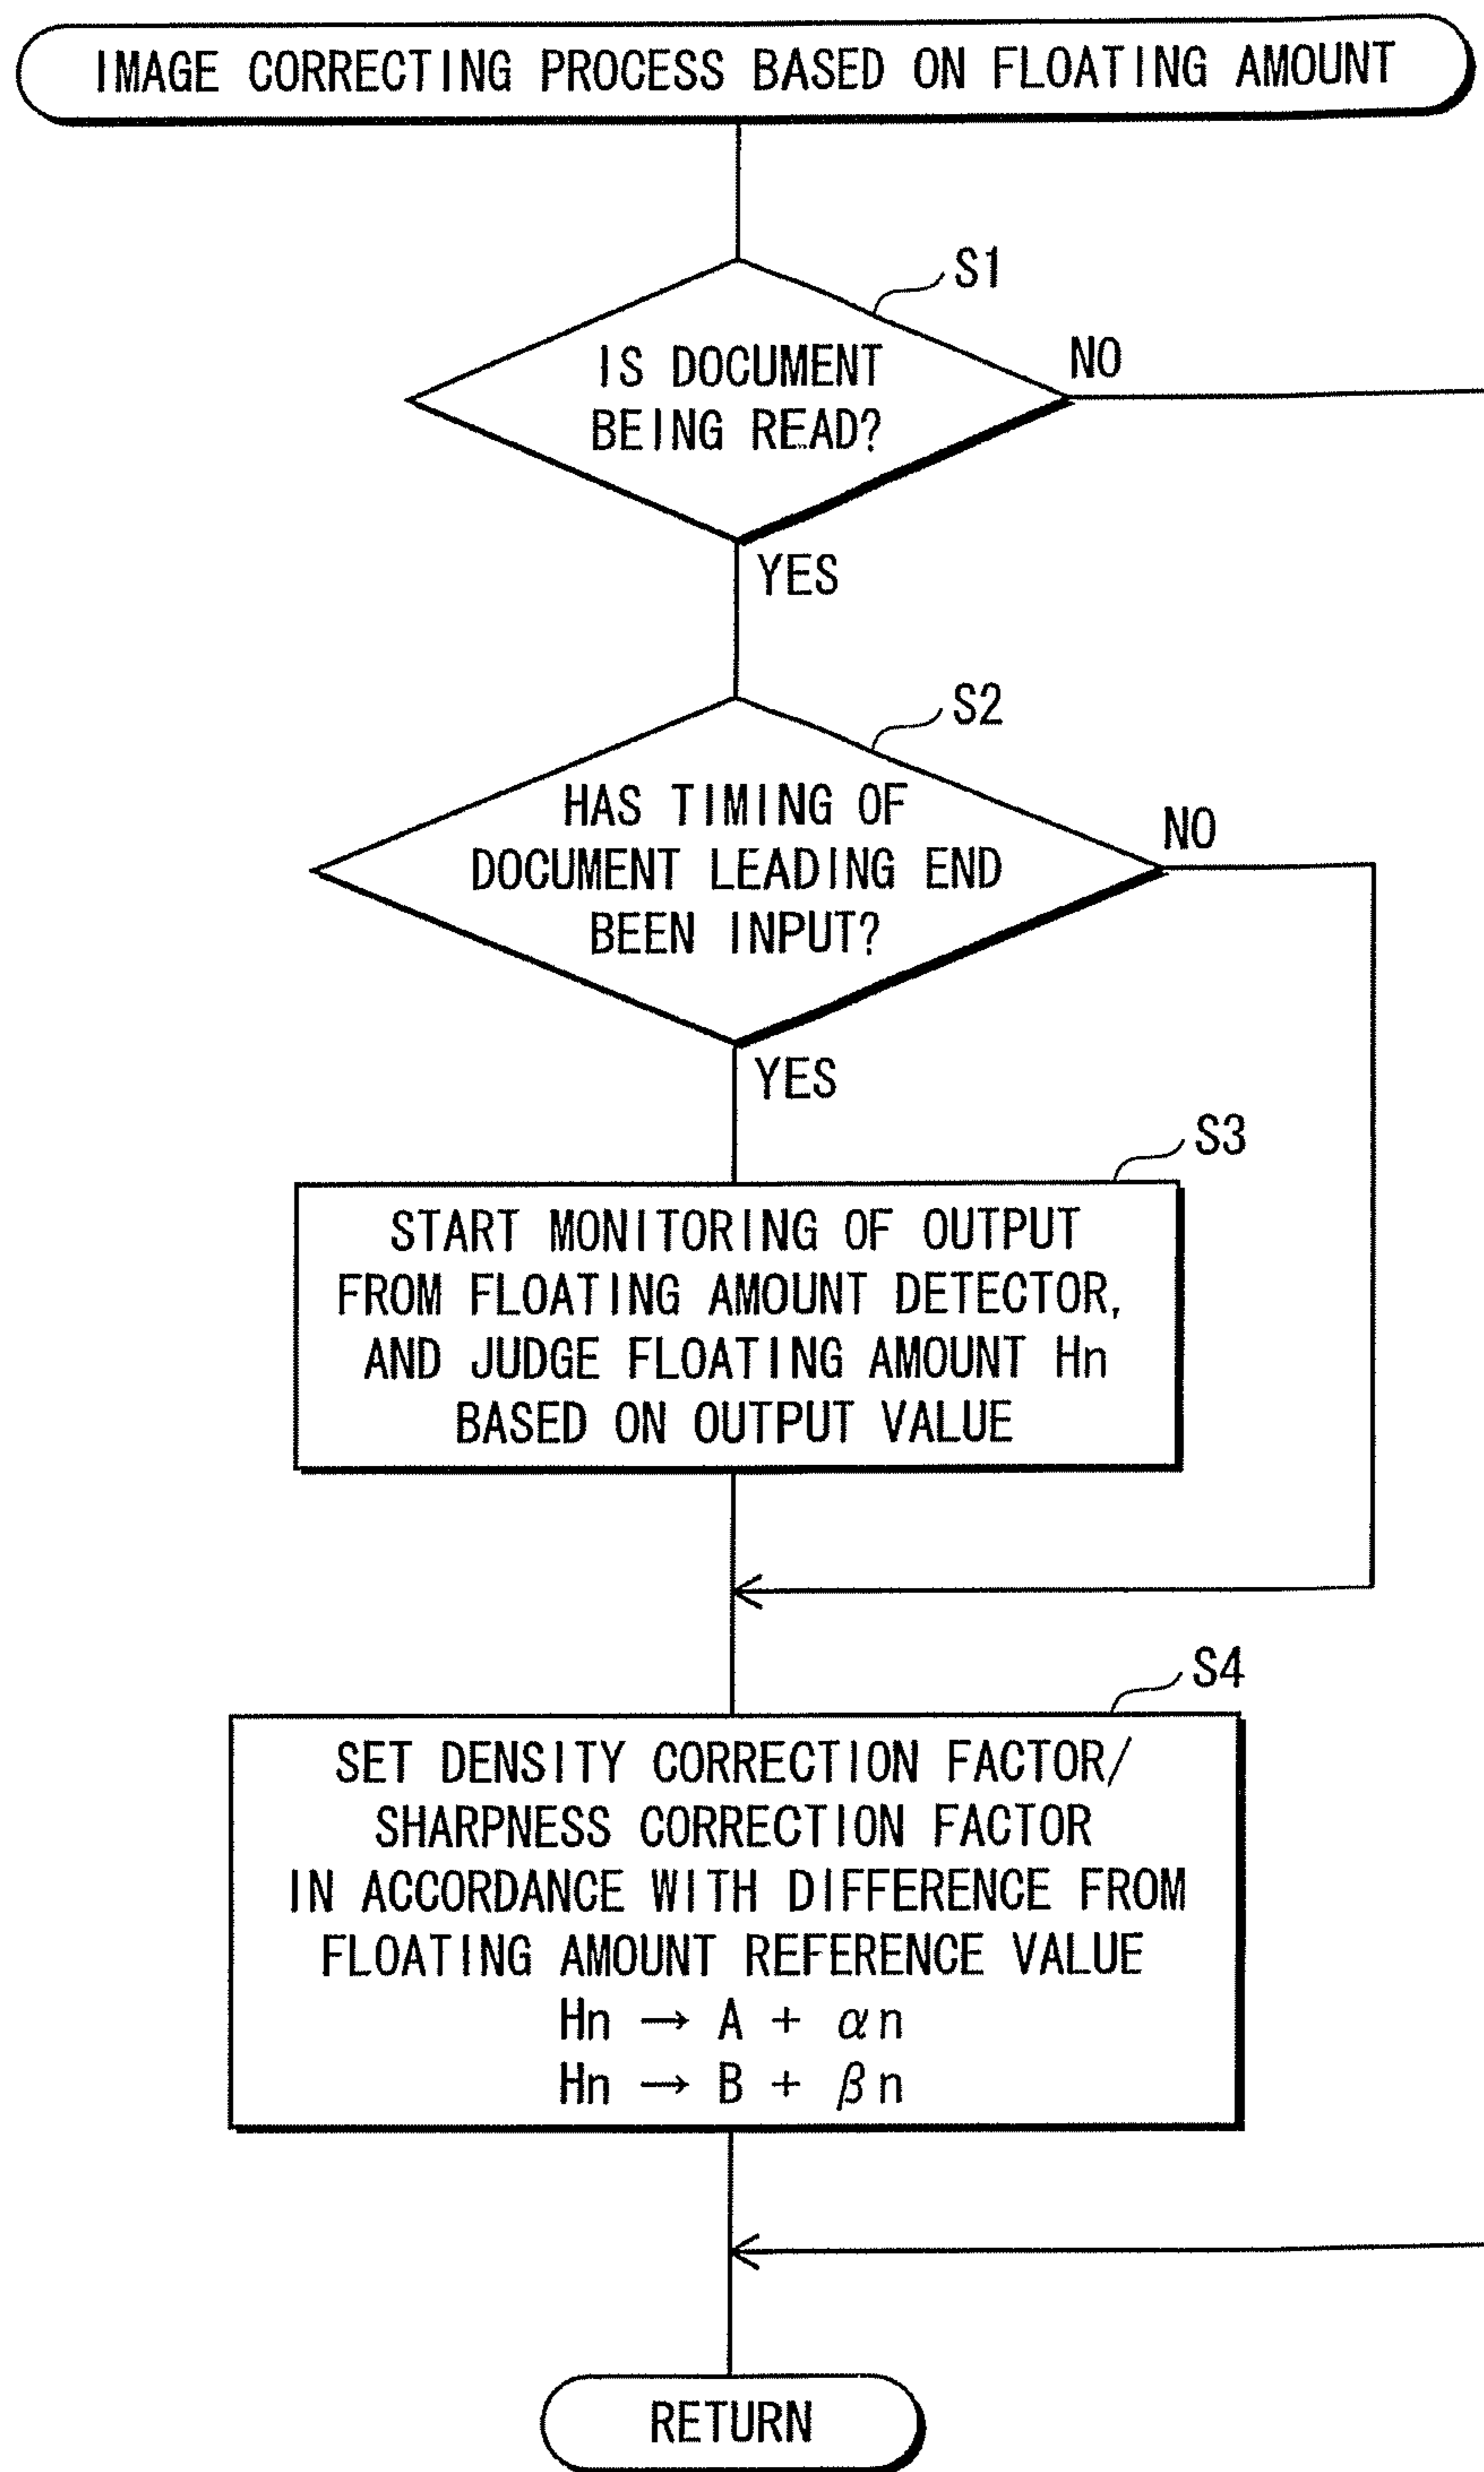 IMAGE CORRECTING PROCESS BASED ON FLOATING AMOUNT
S1
IS DOCUMENT
BEING READ?
NO
YES
S2
HAS TIMING OF
DOCUMENT LEADING END
BEEN INPUT?
NO
YES
S3
START MONITORING OF OUTPUT
FROM FLOATING AMOUNT DETECTOR,
AND JUDGE FLOATING AMOUNT Hn
BASED ON OUTPUT VALUE
S4
SET DENSITY CORRECTION FACTOR/
SHARPNESS CORRECTION FACTOR
IN ACCORDANCE WITH DIFFERENCE FROM
FLOATING AMOUNT REFERENCE VALUE
Hn → A + αn
Hn → B + βn
RETURN